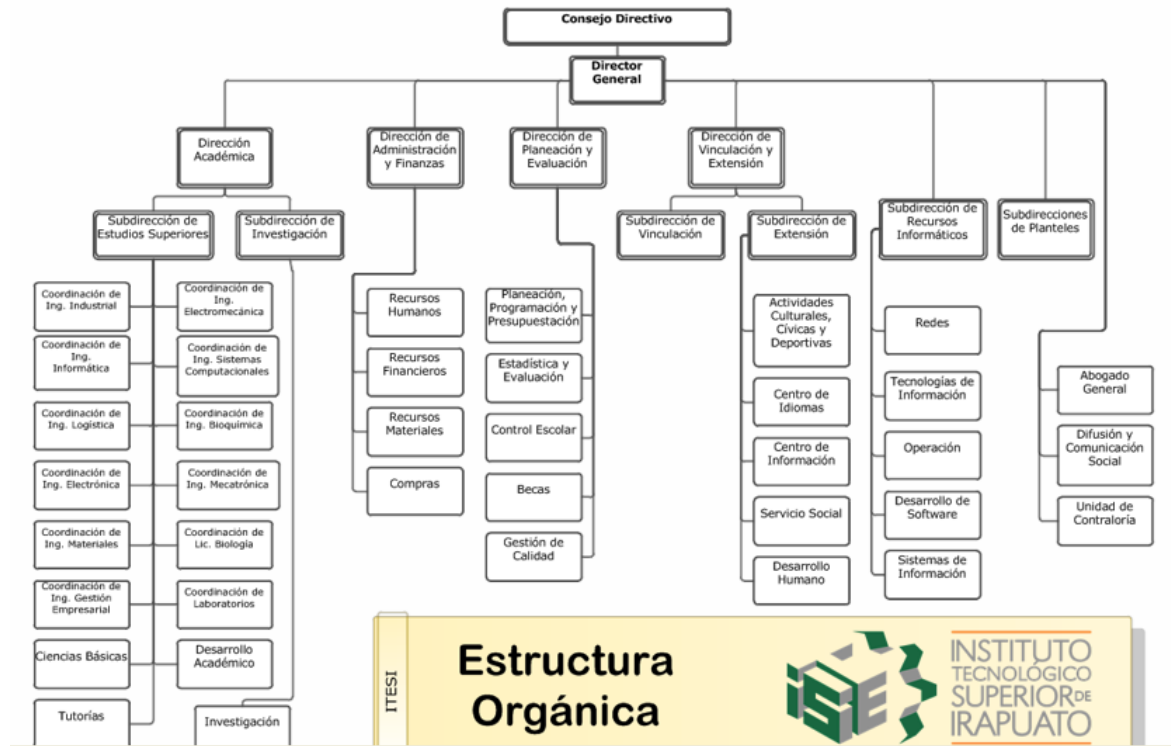 Consejo Directivo
Director
General
Dirección
Académica
Dirección de
Administración
y Finanzas
Dirección de
Planeación y
Evaluación
Dirección de
Vinculación y
Extensión
Subdirección de
Estudios Superiores
Subdirección de
Investigación
Subdirección de
Vinculación
Subdirección de
Extensión
Subdirección de
Recursos
Informáticos
Subdirecciones
de Planteles
Coordinación de
Ing. Industrial
Coordinación de
Ing.
Electromecánica
Coordinación de
Ing.
Informática
Coordinación de
Ing. Sistemas
Computacionales
Coordinación de
Ing. Logística
Coordinación de
Ing. Bioquímica
Coordinación de
Ing. Electrónica
Coordinación de
Ing. Mecatrónica
Coordinación de
Ing. Materiales
Coordinación de
Lic. Biología
Coordinación de
Ing. Gestión
Empresarial
Coordinación de
Laboratorios
Ciencias Básicas
Desarrollo
Académico
Tutorías
Investigación
Recursos
Humanos
Recursos
Financieros
Recursos
Materiales
Compras
Planeación,
Programación y
Presupuestación
Estadística y
Evaluación
Control Escolar
Becas
Gestión de
Calidad
Actividades
Culturales,
Cívicas y
Deportivas
Centro de
Idiomas
Centro de
Información
Servicio Social
Desarrollo
Humano
Redes
Tecnologías de
Información
Operación
Desarrollo de
Software
Sistemas de
Información
Abogado
General
Difusión y
Comunicación
Social
Unidad de
Contraloría
ITESI
Estructura
Orgánica
INSTITUTO
TECNOLÓGICO
SUPERIOR DE
IRAPUATO